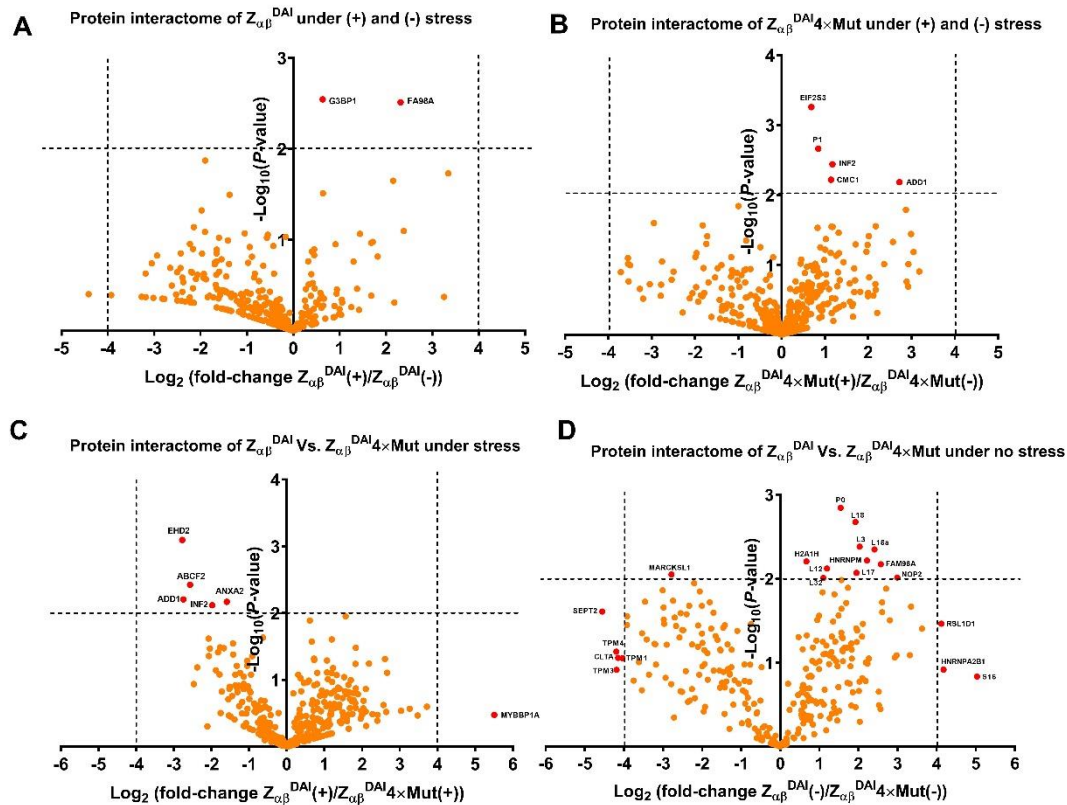 A
Protein interactome of Zαβ^DAI under (+) and (-) stress
3
2
1
0
-Log10(P-value)
G3BP1
FA98A
-5 -4 -3 -2 -1 0 1 2 3 4 5
Log2 (fold-change Zαβ^DAI(+)/Zαβ^DAI(-))
B
Protein interactome of Zαβ^DAI4×Mut under (+) and (-) stress
4
3
2
1
0
-Log10(P-value)
EIF2S3
P1
INF2
CMC1
ADD1
-5 -4 -3 -2 -1 0 1 2 3 4 5
Log2 (fold-change Zαβ^DAI4×Mut(+)/Zαβ^DAI4×Mut(-))
C
Protein interactome of Zαβ^DAI Vs. Zαβ^DAI4×Mut under stress
4
3
2
1
0
-Log10(P-value)
EHD2
ABCF2
ADD1
ANXA2
INF2
MYBBP1A
-6 -5 -4 -3 -2 -1 0 1 2 3 4 5 6
Log2 (fold-change Zαβ^DAI(+)/Zαβ^DAI4×Mut(+))
D
Protein interactome of Zαβ^DAI Vs. Zαβ^DAI4×Mut under no stress
3
2
1
0
-Log10(P-value)
P0
L18
L3
L18a
H2A1H
HNRNPM
FAM98A
L12
L17
NOP2
L32
MARCKSL1
SEPT2
RSL1D1
TPM4
CLTA
TPM1
TPM3
HNRNPA2B1
S15
-6 -5 -4 -3 -2 -1 0 1 2 3 4 5 6
Log2 (fold-change Zαβ^DAI(-)/Zαβ^DAI4×Mut(-))